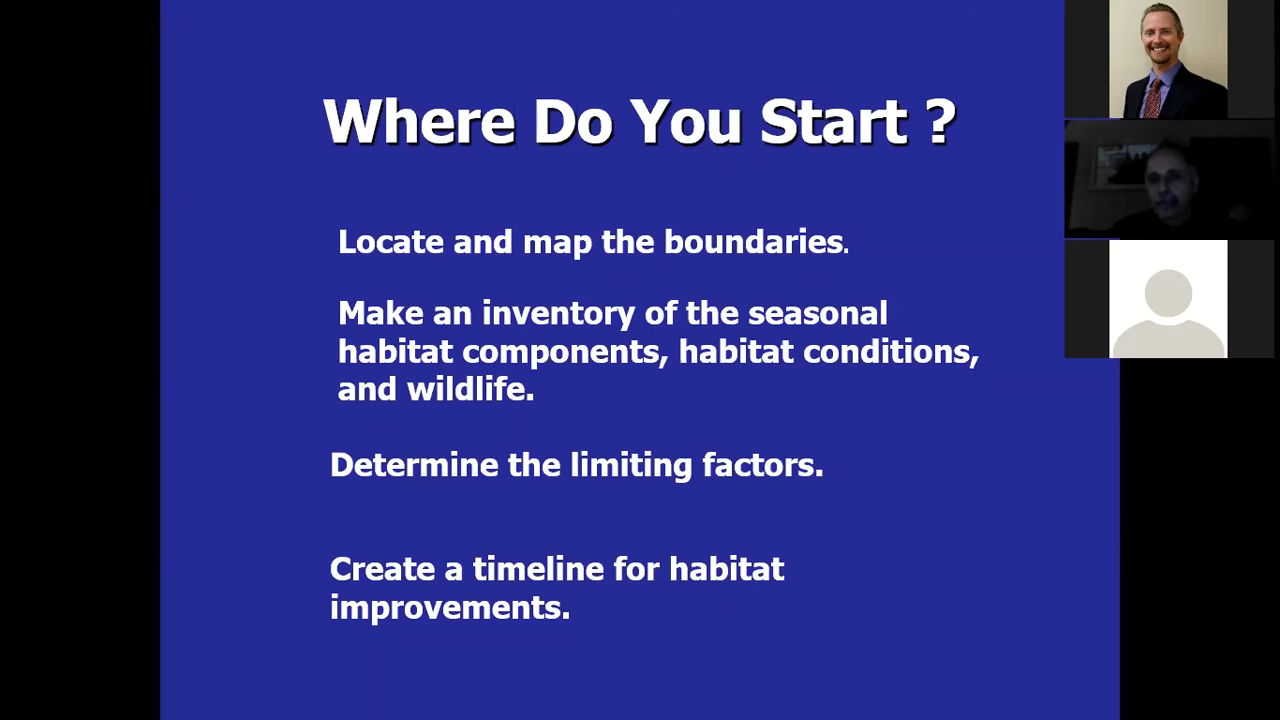 Where Do You Start ?
Locate and map the boundaries.
Make an inventory of the seasonal
habitat components, habitat conditions,
and wildlife.
Determine the limiting factors.
Create a timeline for habitat
improvements.